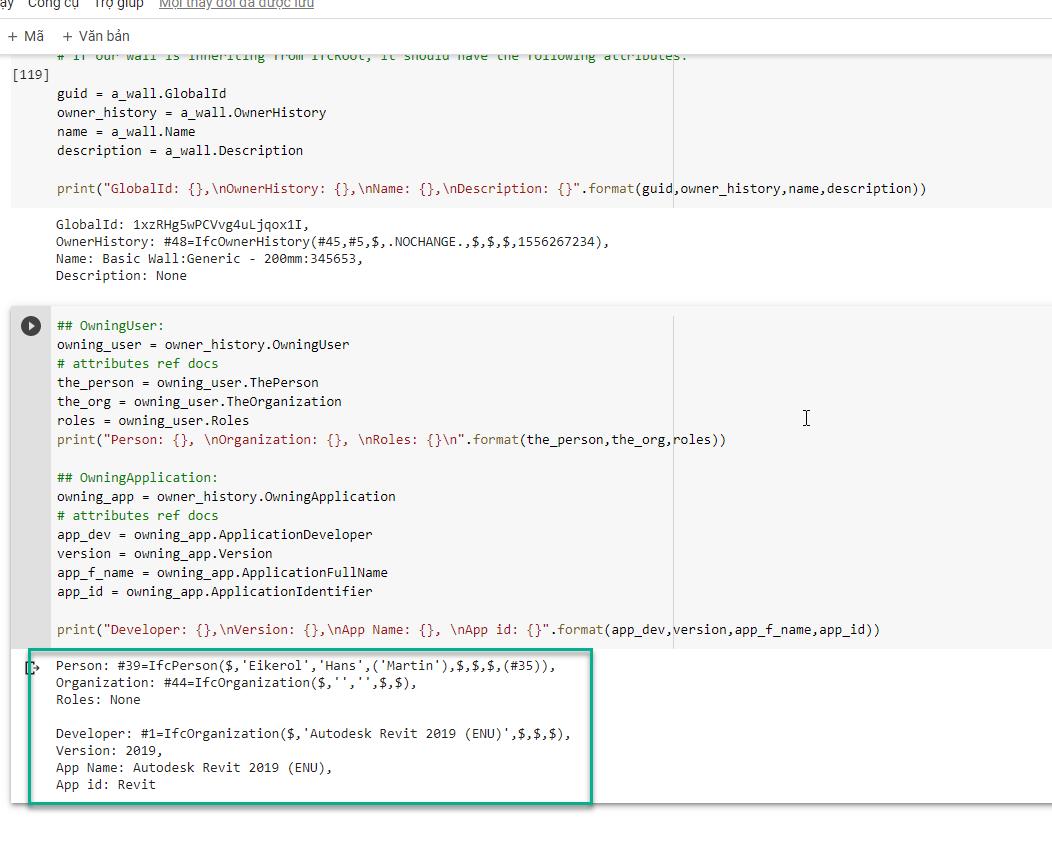 ạy Công cụ Trợ giúp Mọi thay đổi đã được lưu
+ Mã + Văn bản
# If our wall is inheriting from IfcRoot, it should have the following attributes:
[119]
guid = a_wall.GlobalId
owner_history = a_wall.OwnerHistory
name = a_wall.Name
description = a_wall.Description
print("GlobalId: {},\nOwnerHistory: {},\nName: {},\nDescription: {}".format(guid,owner_history,name,description))
GlobalId: 1xzRHg5wPCVvg4uLjqox1I,
OwnerHistory: #48=IfcOwnerHistory(#45,#5,$,.NOCHANGE.,$,$,$,1556267234),
Name: Basic Wall:Generic - 200mm:345653,
Description: None
## OwningUser:
owning_user = owner_history.OwningUser
# attributes ref docs
the_person = owning_user.ThePerson
the_org = owning_user.TheOrganization
roles = owning_user.Roles
print("Person: {}, \nOrganization: {}, \nRoles: {}\n".format(the_person,the_org,roles))
## OwningApplication:
owning_app = owner_history.OwningApplication
# attributes ref docs
app_dev = owning_app.ApplicationDeveloper
version = owning_app.Version
app_f_name = owning_app.ApplicationFullName
app_id = owning_app.ApplicationIdentifier
print("Developer: {},\nVersion: {},\nApp Name: {}, \nApp id: {}".format(app_dev,version,app_f_name,app_id))
Person: #39=IfcPerson($,'Eikerol','Hans',('Martin'),$,$,$,(#35)),
Organization: #44=IfcOrganization($,'','',$,$),
Roles: None
Developer: #1=IfcOrganization($,'Autodesk Revit 2019 (ENU)',$,$,$),
Version: 2019,
App Name: Autodesk Revit 2019 (ENU),
App id: Revit